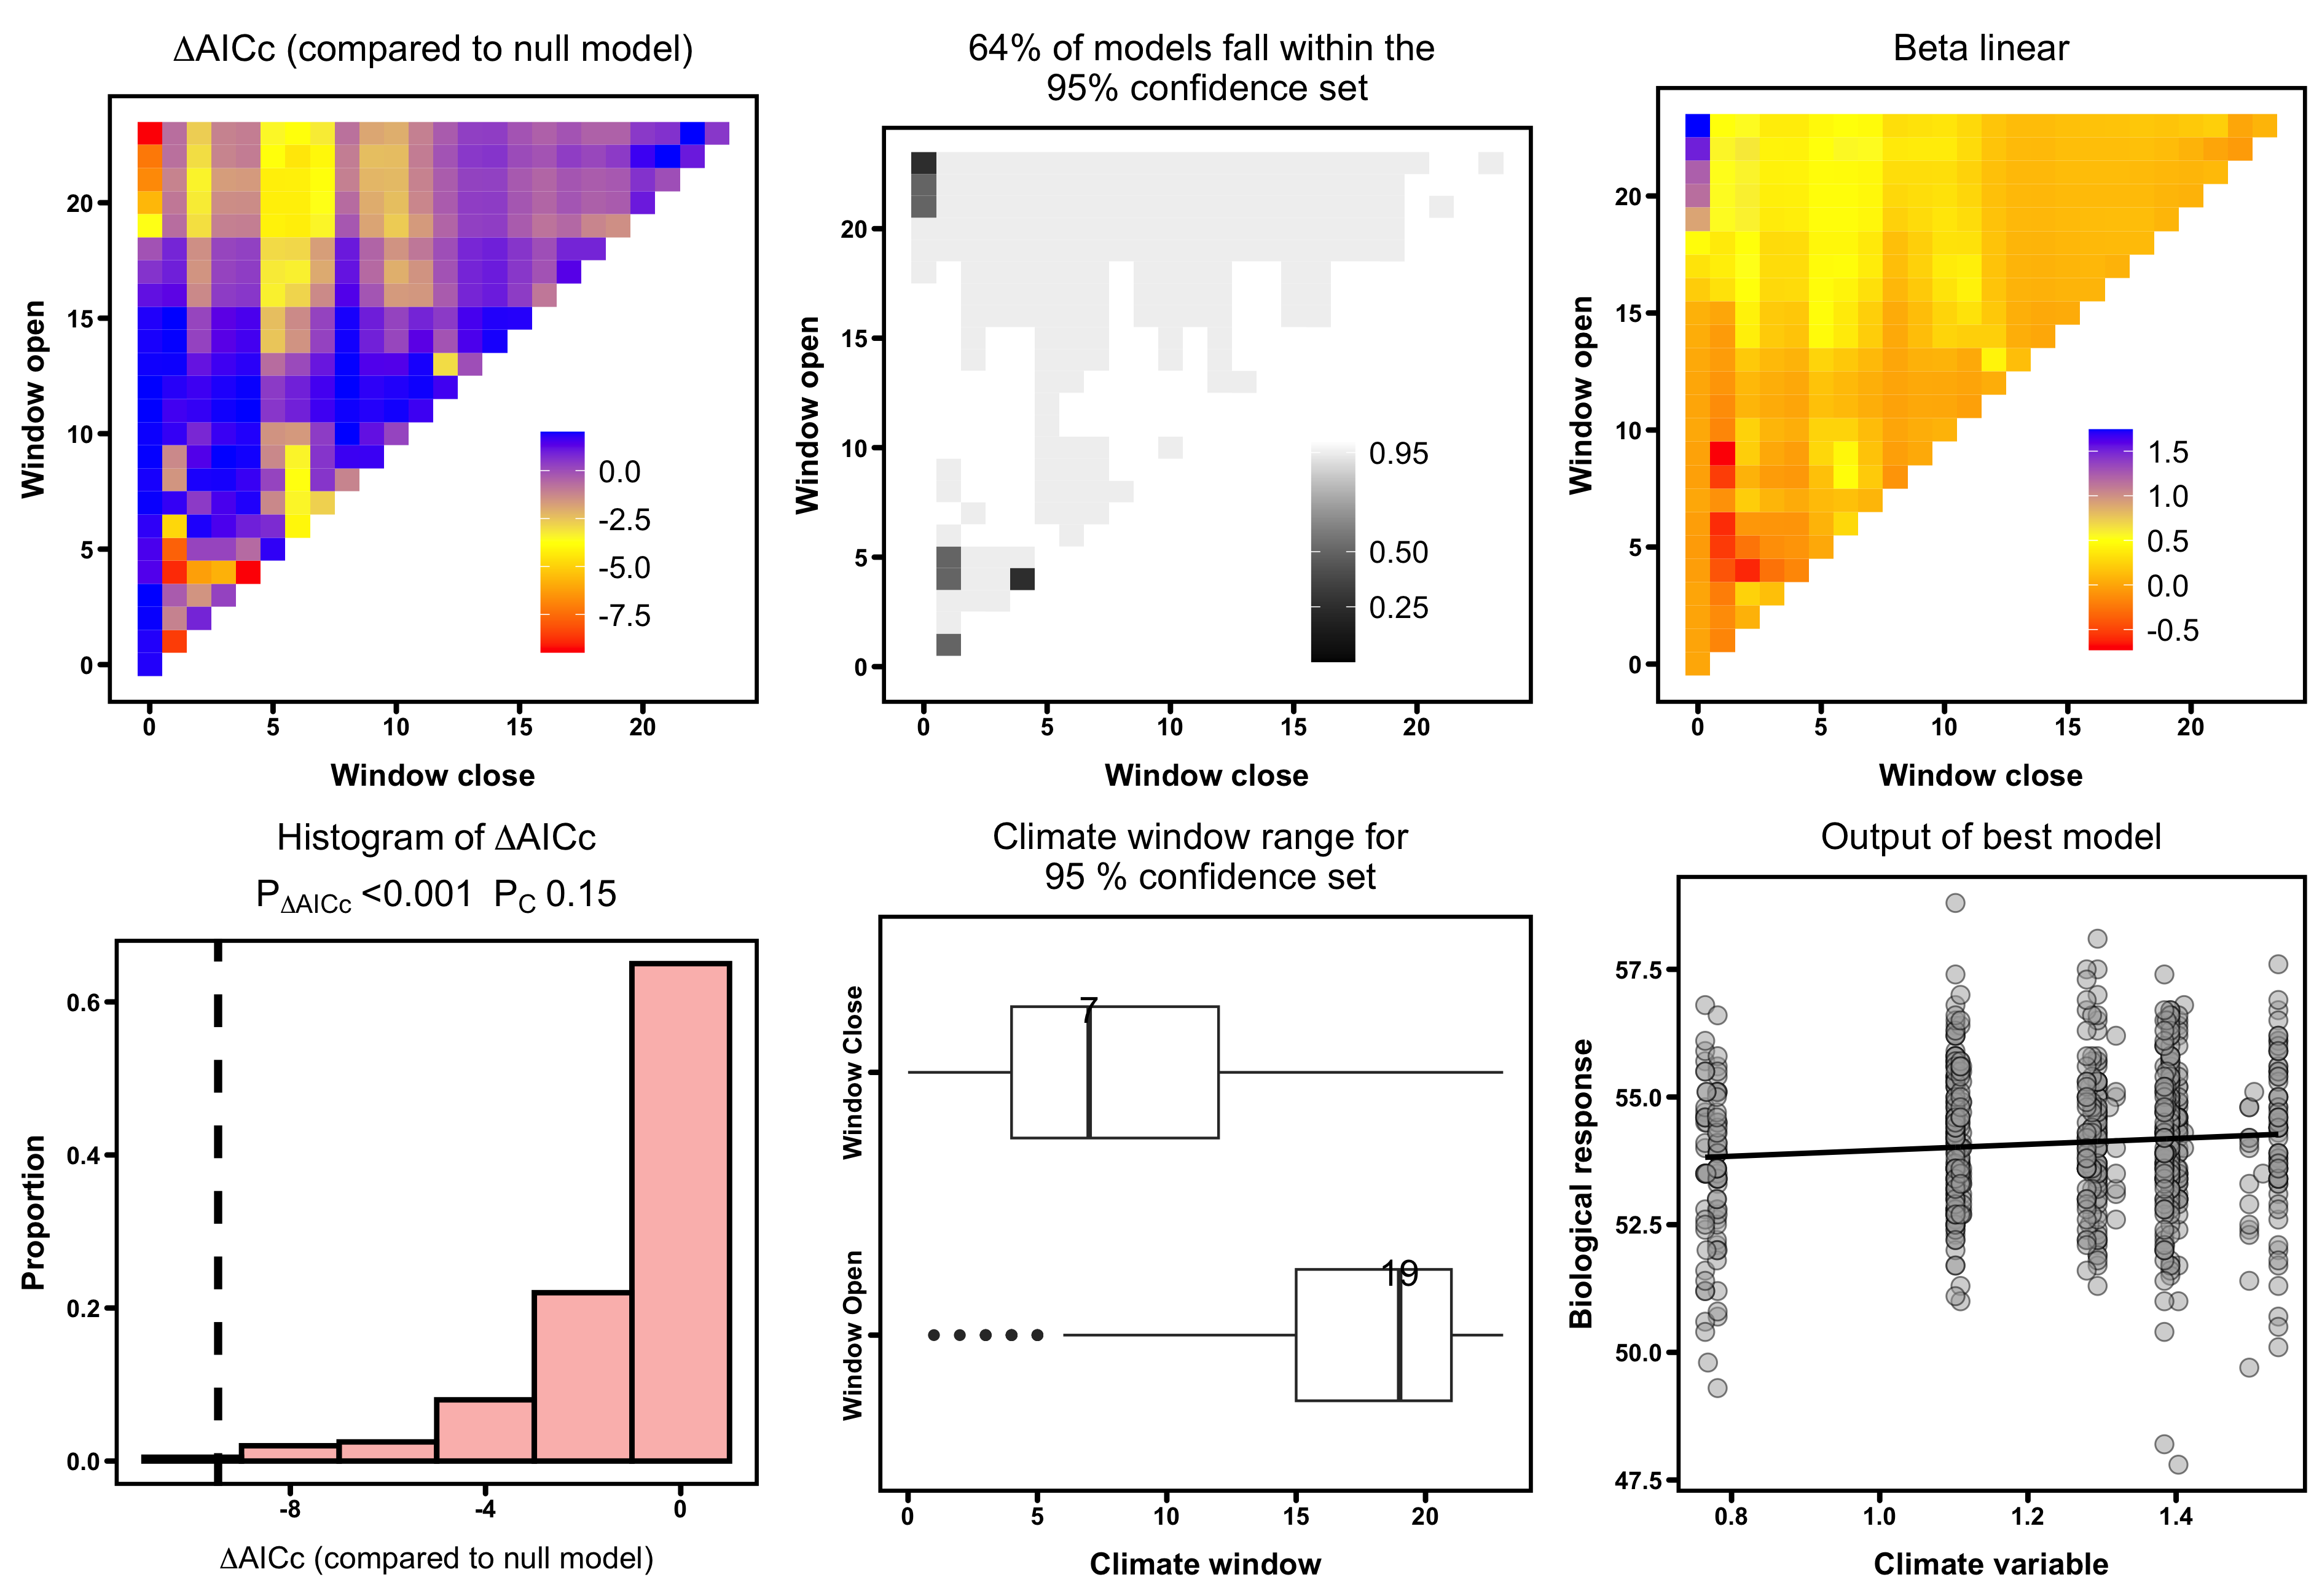 ΔAICc (compared to null model)
Window open
20
15
10
5
0
0.0
-2.5
-5.0
-7.5
0 5 10 15 20
Window close
64% of models fall within the
95% confidence set
Window open
20
15
10
5
0
0.95
0.50
0.25
0 5 10 15 20
Window close
Beta linear
Window open
20
15
10
5
0
1.5
1.0
0.5
0.0
-0.5
0 5 10 15 20
Window close
Histogram of ΔAICc
PΔAICc <0.001 PC 0.15
Proportion
0.6
0.4
0.2
0.0
-8 -4 0
ΔAICc (compared to null model)
Climate window range for
95 % confidence set
Window Close
7
Window Open
19
0 5 10 15 20
Climate window
Output of best model
Biological response
57.5
55.0
52.5
50.0
47.5
0.8 1.0 1.2 1.4
Climate variable